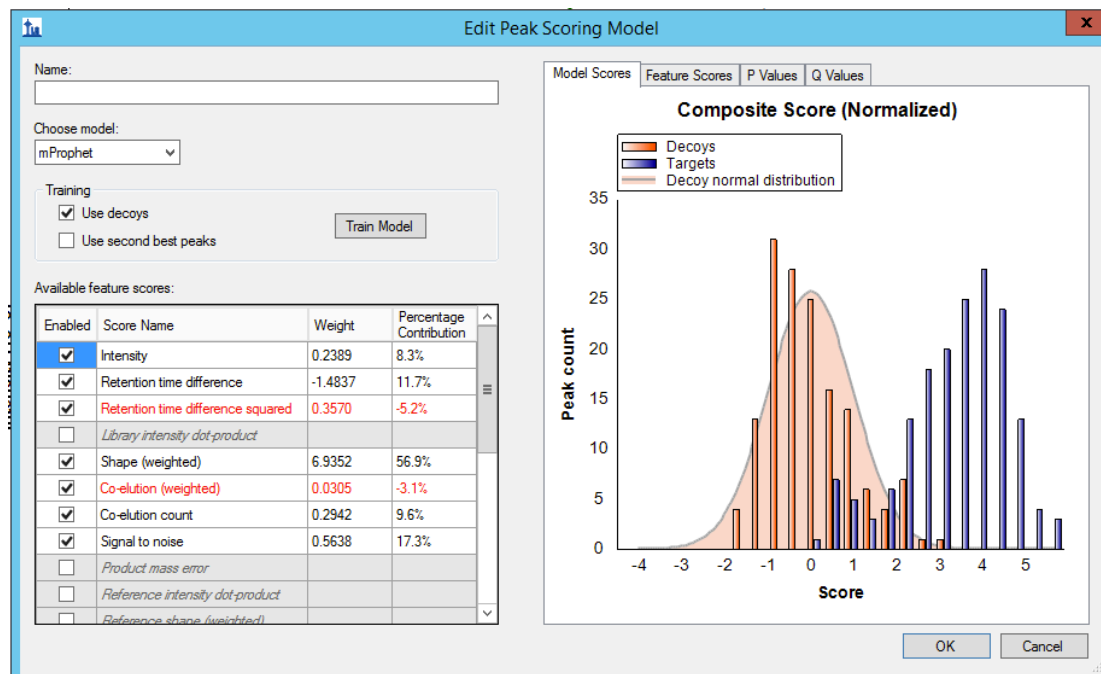 Edit Peak Scoring Model
x
Name:
Choose model:
mProphet
Training
Use decoys
Use second best peaks
Train Model
Available feature scores:
Enabled Score Name Weight Percentage Contribution
Intensity 0.2389 8.3%
Retention time difference -1.4837 11.7%
Retention time difference squared 0.3570 -5.2%
Library intensity dot-product
Shape (weighted) 6.9352 56.9%
Co-elution (weighted) 0.0305 -3.1%
Co-elution count 0.2942 9.6%
Signal to noise 0.5638 17.3%
Product mass error
Reference intensity dot-product
Reference shape (weighted)
Model Scores Feature Scores P Values Q Values
Composite Score (Normalized)
Decoys
Targets
Decoy normal distribution
Peak count
35
30
25
20
15
10
5
0
-4 -3 -2 -1 0 1 2 3 4 5
Score
OK Cancel